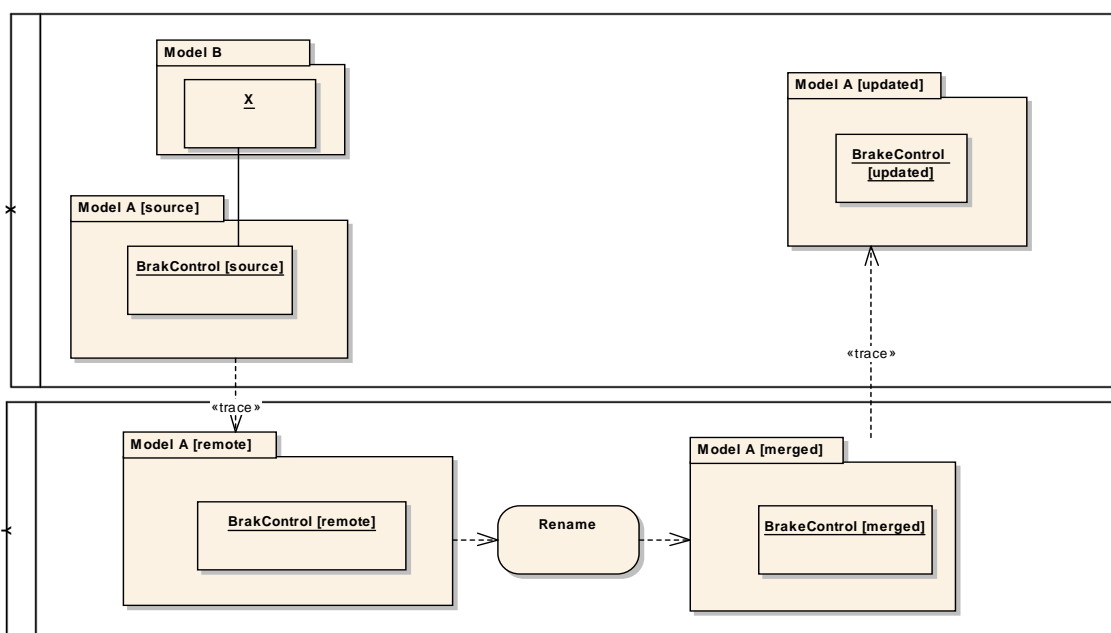 Model B
X
Model A [updated]
BrakeControl
[updated]
Model A [source]
BrakControl [source]
X
«trace»
«trace»
Model A [remote]
BrakControl [remote]
Rename
Model A [merged]
BrakeControl [merged]
Y